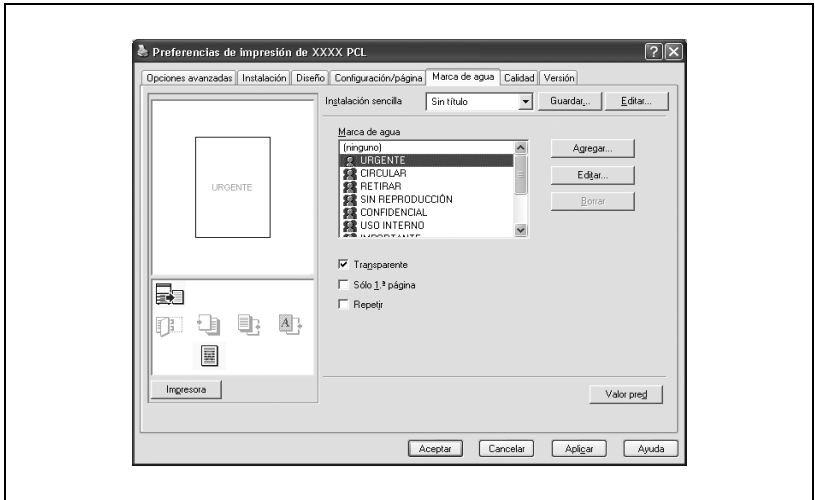 Preferencias de impresión de XXXX PCL
Opciones avanzadas Instalación Diseño Configuración/página Marca de agua Calidad Versión
Instalación sencilla Sin título Guardar... Editar...
Marca de agua
(ninguno)
URGENTE
CIRCULAR
RETIRAR
SIN REPRODUCCIÓN
CONFIDENCIAL
USO INTERNO
IMPORTANTE
Agregar...
Editar...
Borrar
URGENTE
Transparente
Sólo 1.ª página
Repetir
A
Impresora
Valor pred
Aceptar Cancelar Aplicar Ayuda